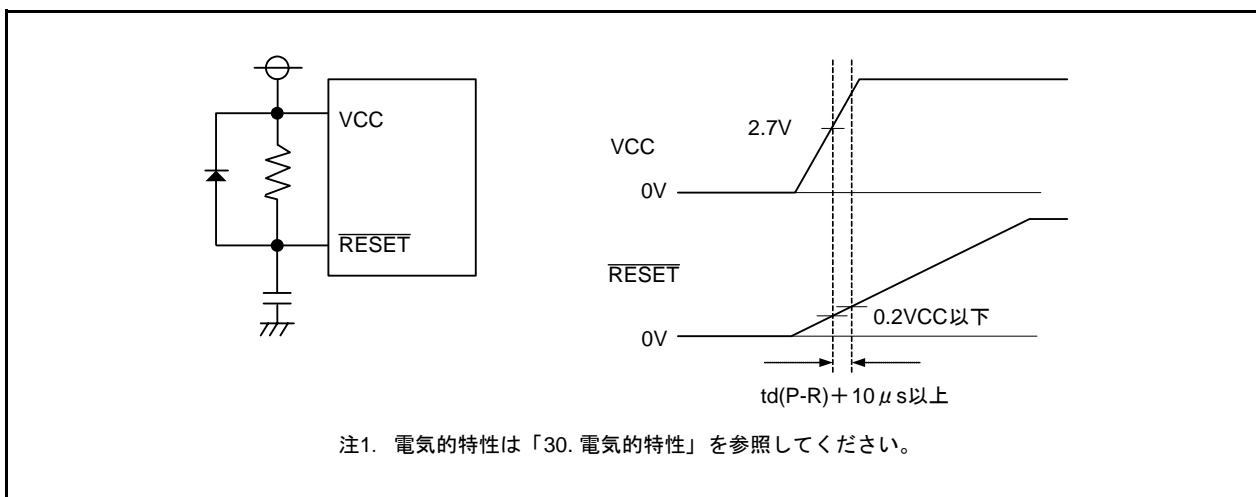 VCC
RESET
2.7V
VCC
0V
RESET
0.2VCC以下
0V
td(P-R)＋10μs以上
注1. 電気的特性は「30. 電気的特性」を参照してください。